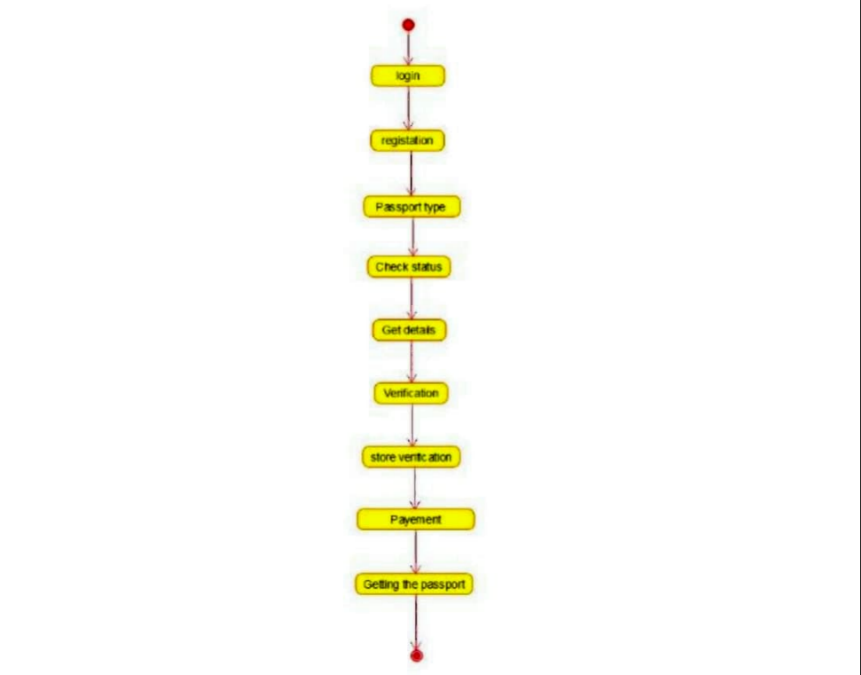 login
registation
Passport type
Check status
Get details
Verification
store verification
Payement
Getting the passport